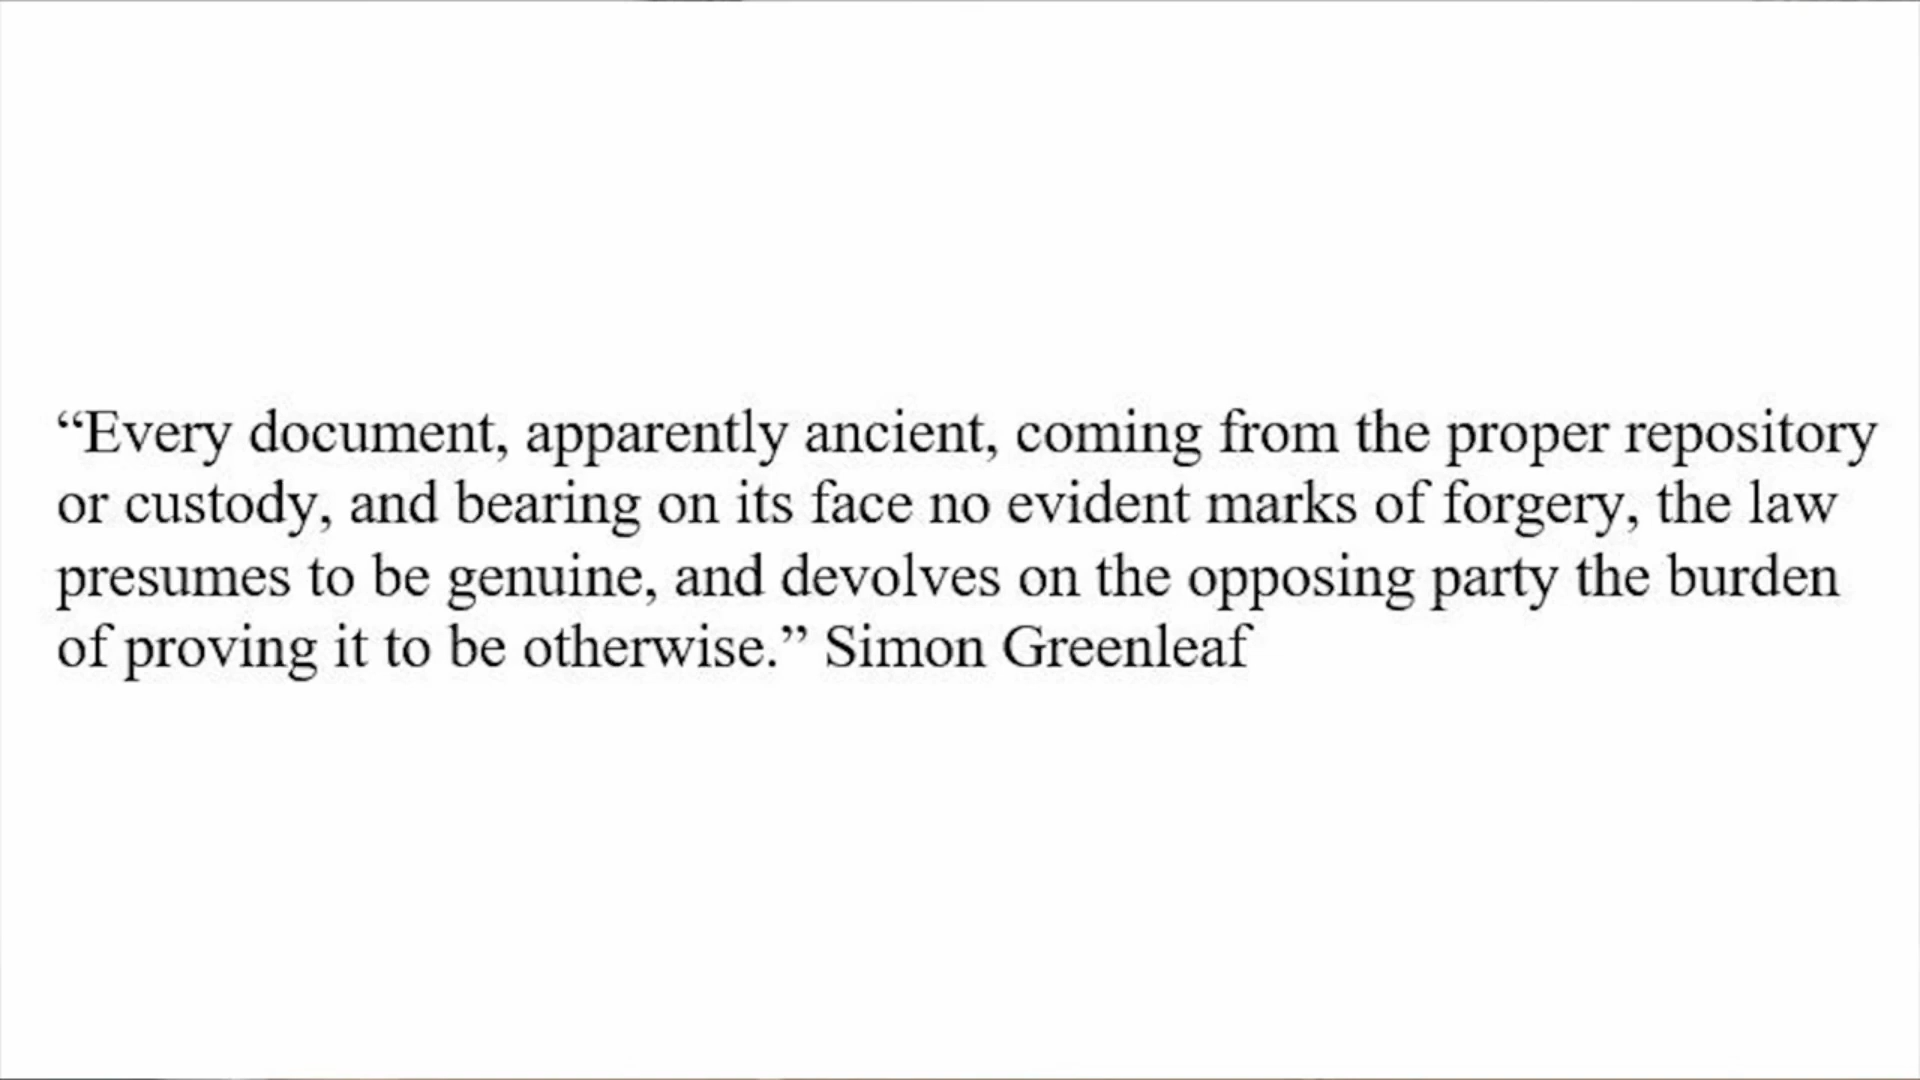 “Every document, apparently ancient, coming from the proper repository
or custody, and bearing on its face no evident marks of forgery, the law
presumes to be genuine, and devolves on the opposing party the burden
of proving it to be otherwise.” Simon Greenleaf